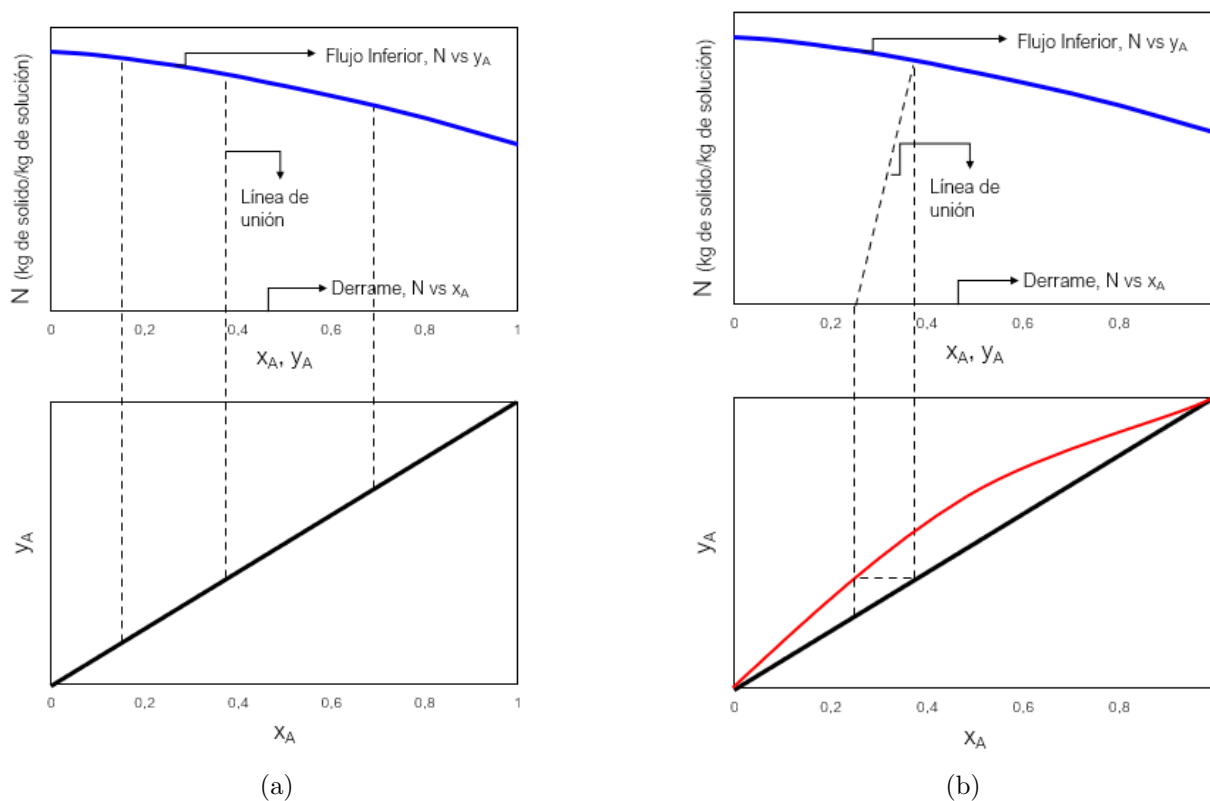 N (kg de solido/kg de solución)
Flujo Inferior, N vs yA
Línea de
unión
Derrame, N vs xA
0 0,2 0,4 0,6 0,8 1
xA, yA
yA
0 0,2 0,4 0,6 0,8 1
xA
(a)
N (kg de solido/kg de solución)
Flujo Inferior, N vs yA
Línea de
unión
Derrame, N vs xA
0 0,2 0,4 0,6 0,8
xA, yA
yA
0 0,2 0,4 0,6 0,8
xA
(b)